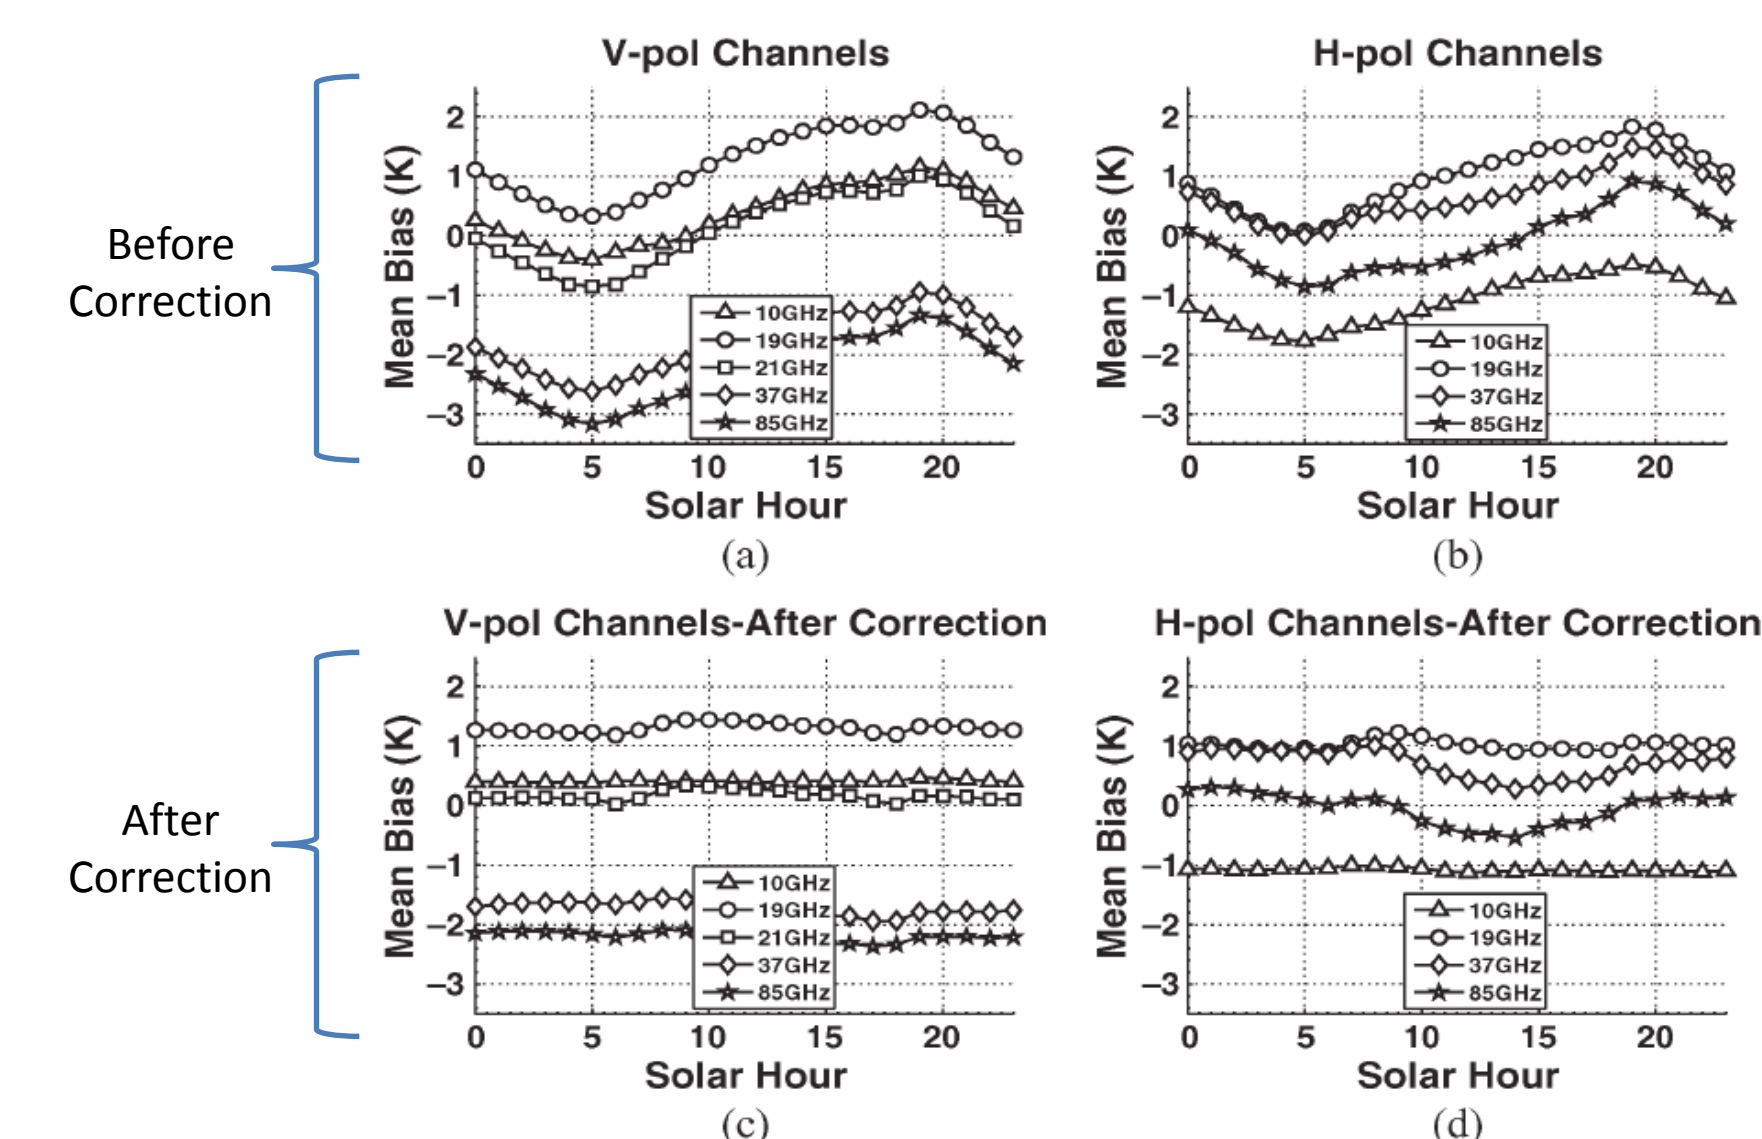 Before
Correction
V-pol Channels
Mean Bias (K)
2
1
0
−1
−2
−3
10GHz
19GHz
21GHz
37GHz
85GHz
0 5 10 15 20
Solar Hour
(a)
H-pol Channels
Mean Bias (K)
2
1
0
−1
−2
−3
10GHz
19GHz
37GHz
85GHz
0 5 10 15 20
Solar Hour
(b)
After
Correction
V-pol Channels-After Correction
Mean Bias (K)
2
1
0
−1
−2
−3
10GHz
19GHz
21GHz
37GHz
85GHz
0 5 10 15 20
Solar Hour
(c)
H-pol Channels-After Correction
Mean Bias (K)
2
1
0
−1
−2
−3
10GHz
19GHz
37GHz
85GHz
0 5 10 15 20
Solar Hour
(d)